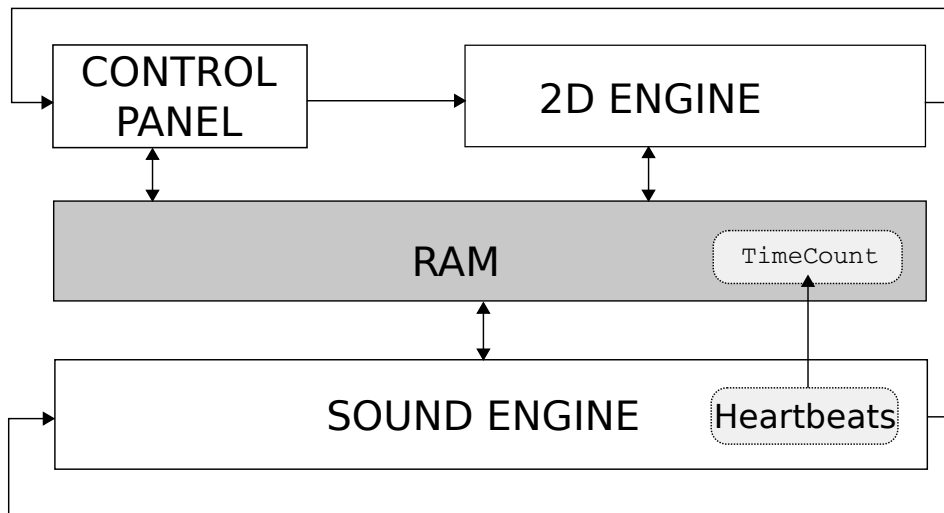 CONTROL
PANEL
2D ENGINE
RAM
TimeCount
SOUND ENGINE
Heartbeats